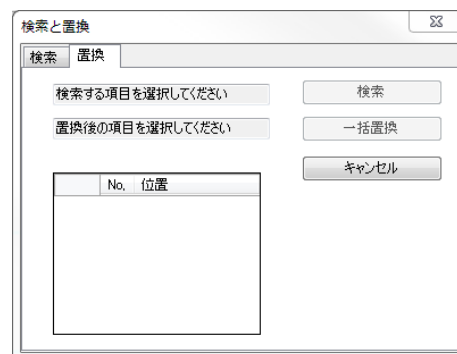 検索と置換
検索 置換
検索する項目を選択してください 検索
置換後の項目を選択してください 一括置換
キャンセル
No. 位置